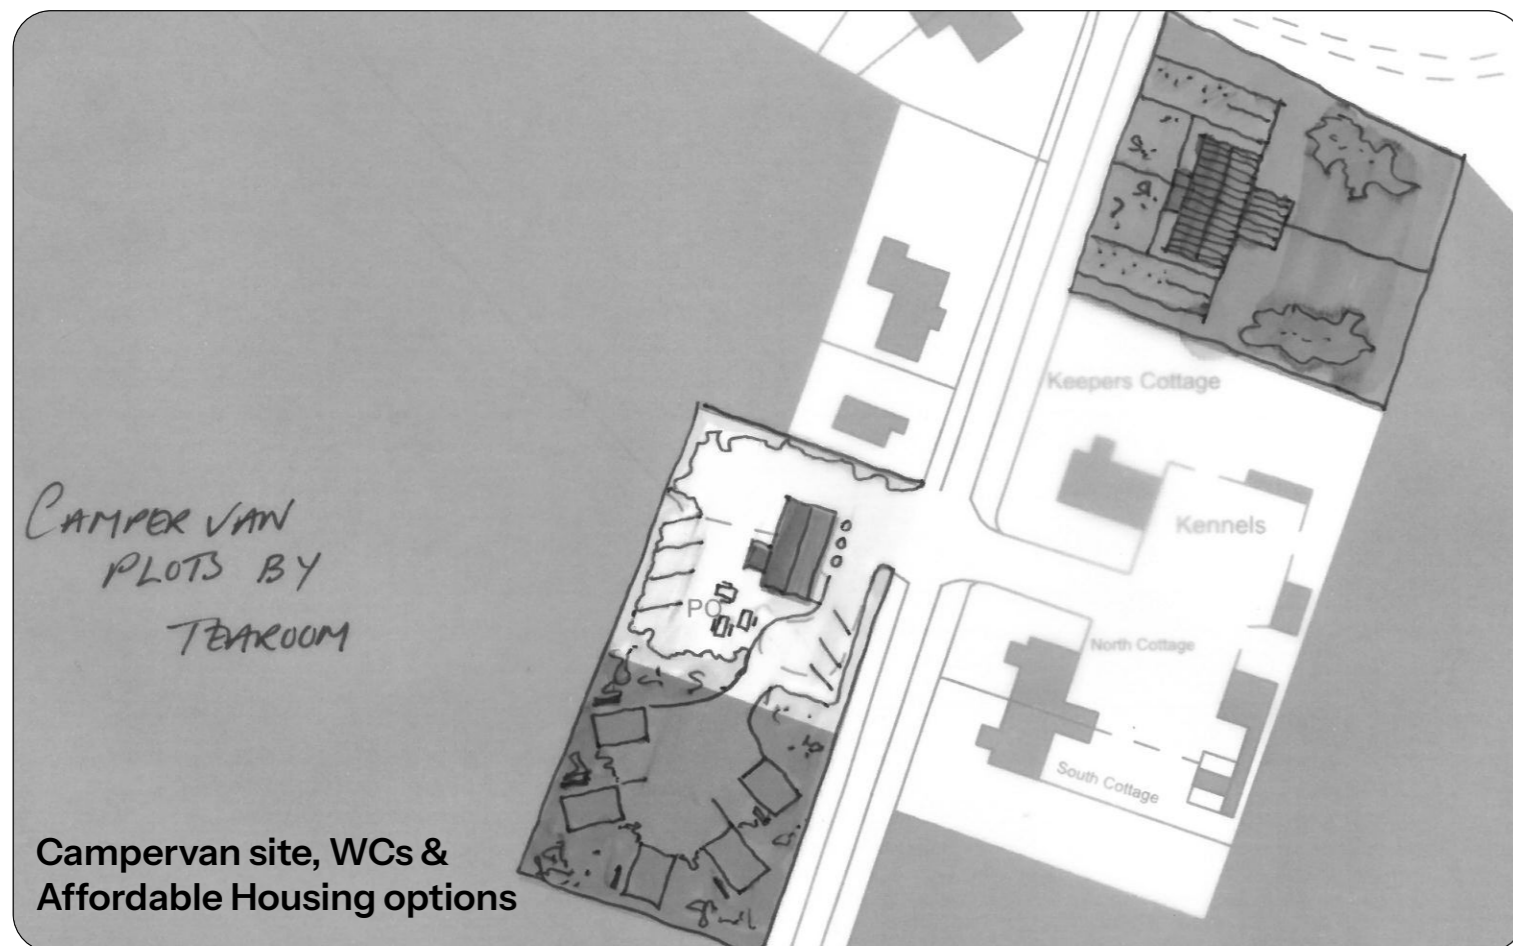 Keepers Cottage
Kennels
CAMPER VAN
PLOTS BY
TEAROOM
PO
North Cottage
South Cottage
Campervan site, WCs &
Affordable Housing options